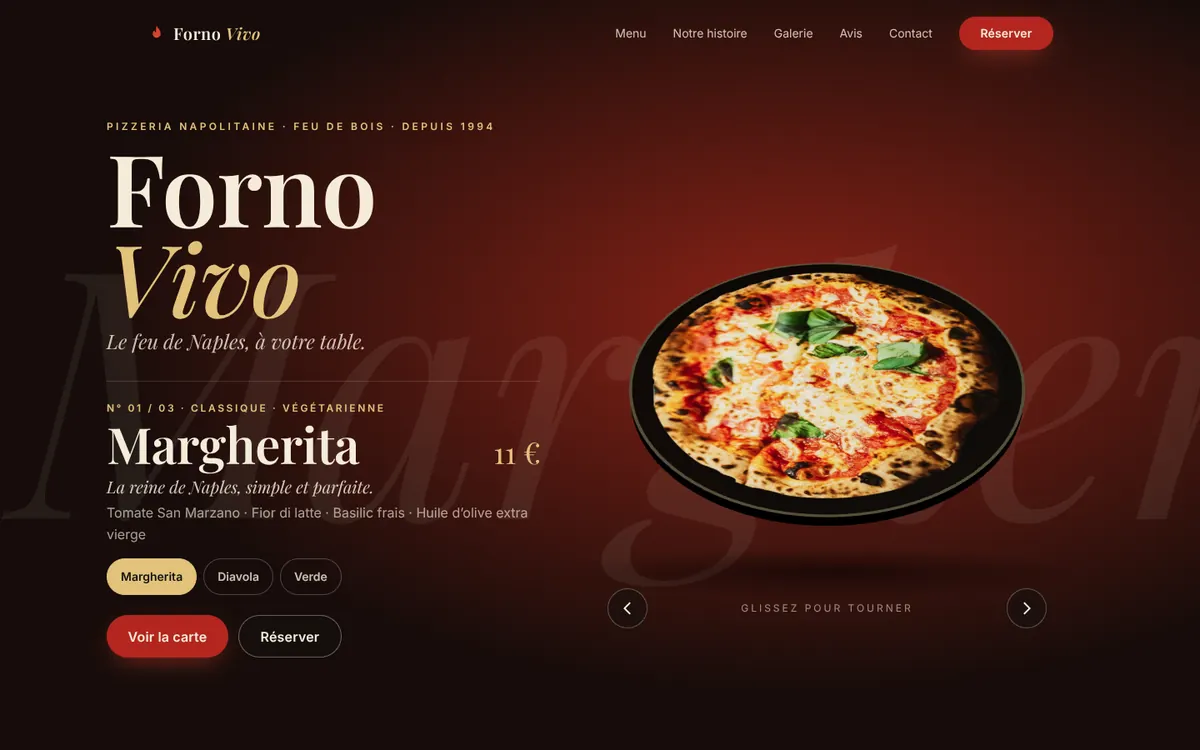 Forno Vivo
Menu
Notre histoire
Galerie
Avis
Contact
Réserver
PIZZERIA NAPOLITAINE · FEU DE BOIS · DEPUIS 1994
Forno
Vivo
Le feu de Naples, à votre table.
N° 01 / 03 · CLASSIQUE · VÉGÉTARIENNE
Margherita
11 €
La reine de Naples, simple et parfaite.
Tomate San Marzano · Fior di latte · Basilic frais · Huile d’olive extra
vierge
Margherita
Diavola
Verde
Voir la carte
Réserver
GLISSEZ POUR TOURNER
Margher